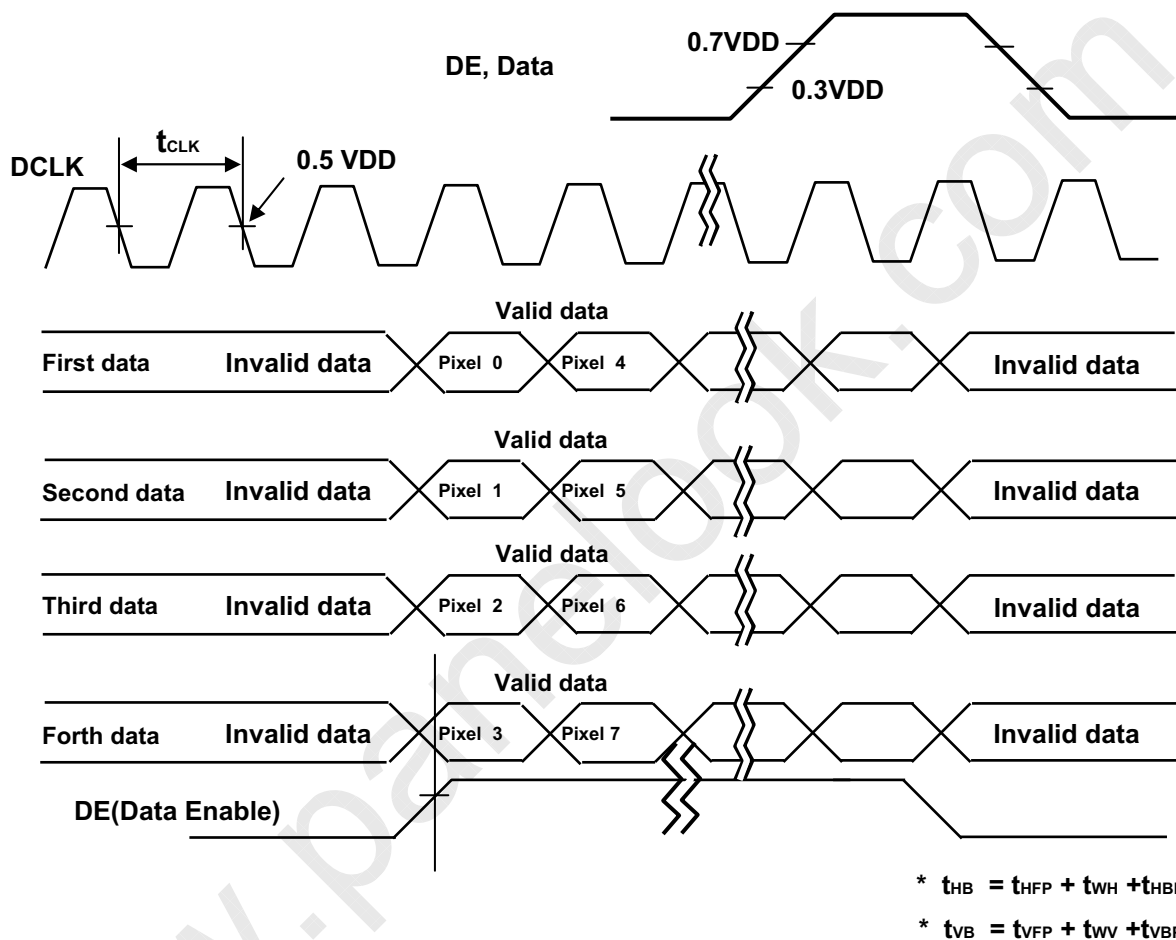 0.7VDD
DE, Data
0.3VDD
tCLK
DCLK
0.5 VDD
Valid data
First data Invalid data Pixel 0 Pixel 4 Invalid data
Valid data
Second data Invalid data Pixel 1 Pixel 5 Invalid data
Valid data
Third data Invalid data Pixel 2 Pixel 6 Invalid data
Valid data
Forth data Invalid data Pixel 3 Pixel 7 Invalid data
DE(Data Enable)
* tHB = tHFP + tWH +tHB
* tVB = tVFP + tWV +tVB
.panelook.com